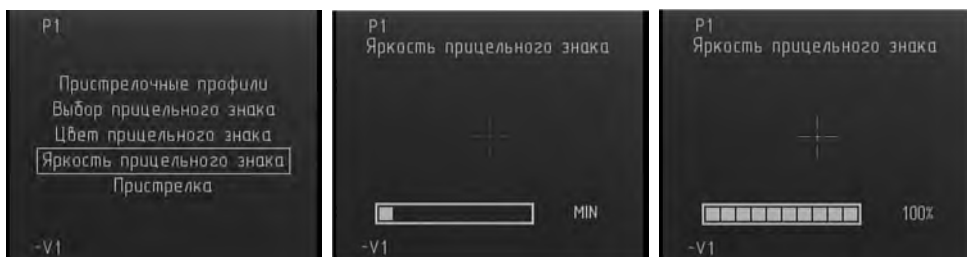 P1
Пристрелочные профили
Выбор прицельного знака
Цвет прицельного знака
Яркость прицельного знака
Пристрелка
-V1
P1
Яркость прицельного знака
MIN
-V1
P1
Яркость прицельного знака
100%
-V1